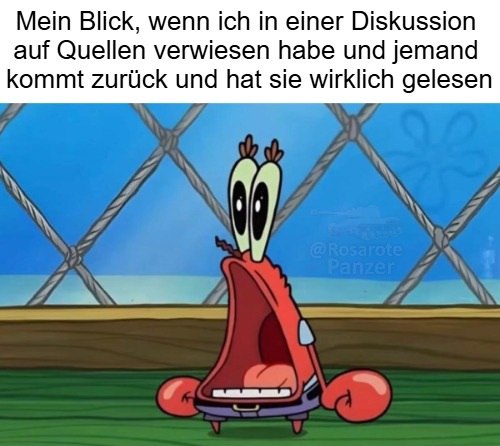 Mein Blick, wenn ich in einer Diskussion
auf Quellen verwiesen habe und jemand
kommt zurück und hat sie wirklich gelesen
@Rosarote
Panzer